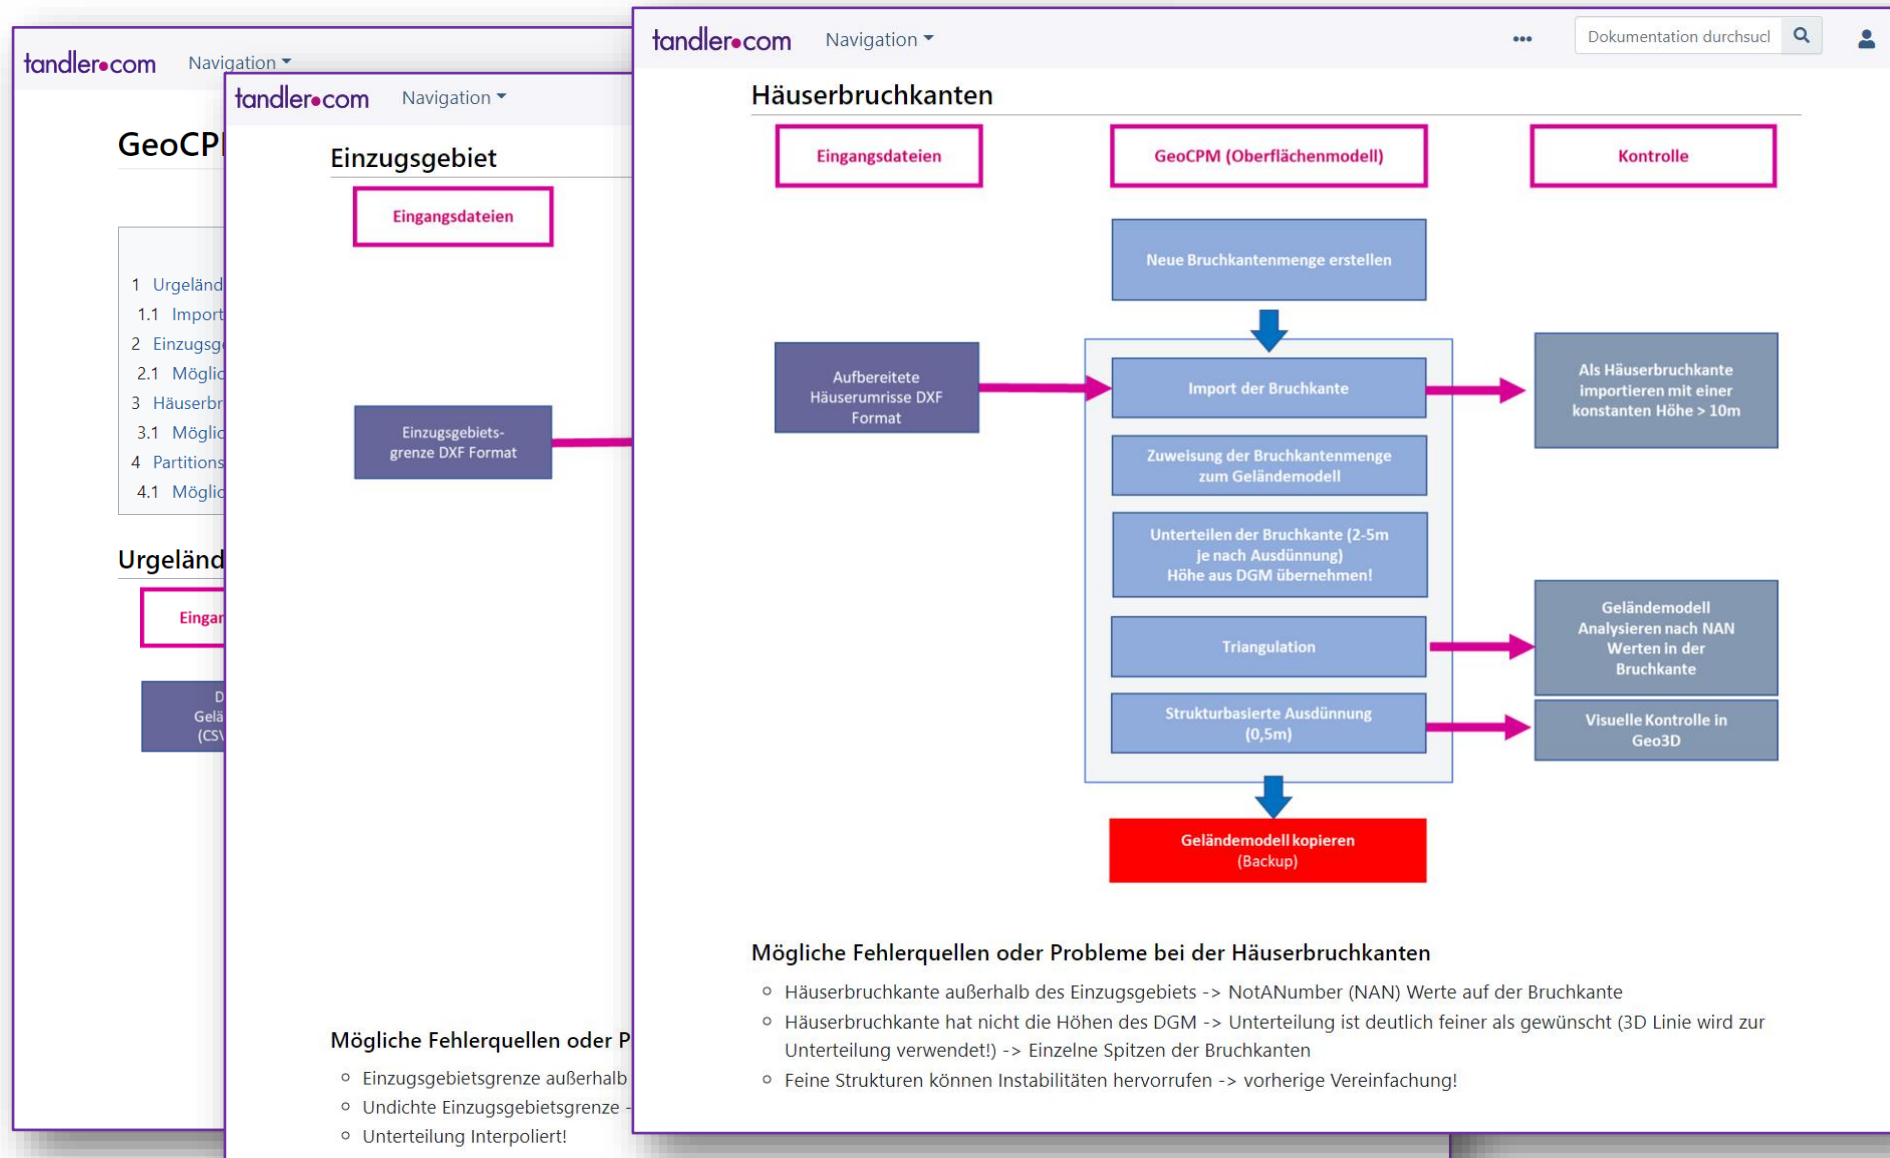 tandler.com
Navigation
GeoCP
1 Urgeländ
1.1 Import
2 Einzugsg
2.1 Möglic
3 Häuserbr
3.1 Möglic
4 Partitions
4.1 Möglic
Urgeländ
Eingan
D
Gelä
(CSV
tandler.com
Navigation
Einzugsgebiet
Eingangsdateien
Einzugsgebiets-
grenze DXF Format
Mögliche Fehlerquellen oder P
Einzugsgebietsgrenze außerhalb
Undichte Einzugsgebietsgrenze -
Unterteilung Interpoliert!
tandler.com
Navigation
Dokumentation durchsucl
Häuserbruchkanten
Eingangsdateien
GeoCPM (Oberflächenmodell)
Kontrolle
Neue Bruchkantenmenge erstellen
Aufbereitete
Häuserumrisse DXF
Format
Import der Bruchkante
Als Häuserbruchkante
importieren mit einer
konstanten Höhe > 10m
Zuweisung der Bruchkantenmenge
zum Geländemodell
Unterteilen der Bruchkante (2-5m
je nach Ausdünnung)
Höhe aus DGM übernehmen!
Triangulation
Geländemodell
Analysieren nach NAN
Werten in der
Bruchkante
Strukturbasierte Ausdünnung
(0,5m)
Visuelle Kontrolle in
Geo3D
Geländemodell kopieren
(Backup)
Mögliche Fehlerquellen oder Probleme bei der Häuserbruchkanten
Häuserbruchkante außerhalb des Einzugsgebiets -> NotANumber (NAN) Werte auf der Bruchkante
Häuserbruchkante hat nicht die Höhen des DGM -> Unterteilung ist deutlich feiner als gewünscht (3D Linie wird zur
Unterteilung verwendet!) -> Einzelne Spitzen der Bruchkanten
Feine Strukturen können Instabilitäten hervorrufen -> vorherige Vereinfachung!